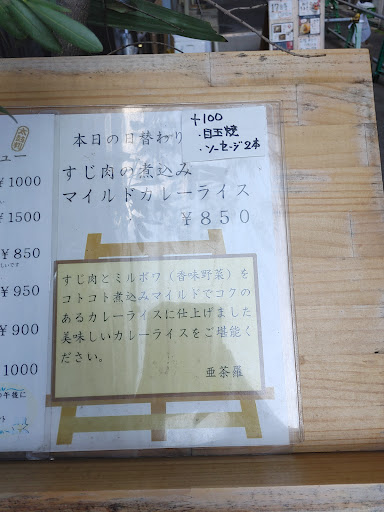 +100
・目玉焼
・ソーセージ2本
本日の日替わり
すじ肉の煮込み
マイルドカレーライス
¥850
すじ肉とミルポワ(香味野菜)を
コトコト煮込みマイルドでコクの
あるカレーライスに仕上げました
美味しいカレーライスをご堪能く
ださい。
亜茶羅
ュー
¥1000
¥1500
¥850
¥950
¥900
1000